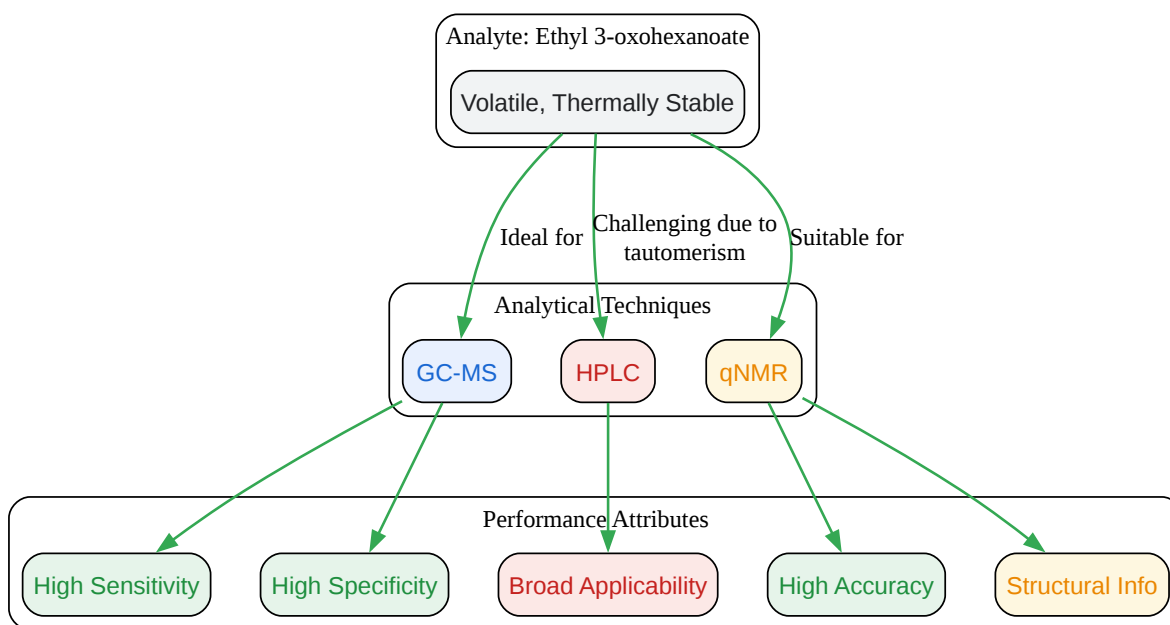 Analyte: Ethyl 3-oxohexanoate
Volatile, Thermally Stable
Ideal for
Challenging due to
tautomerism
Suitable for
Analytical Techniques
GC-MS
HPLC
qNMR
Performance Attributes
High Sensitivity
High Specificity
Broad Applicability
High Accuracy
Structural Info